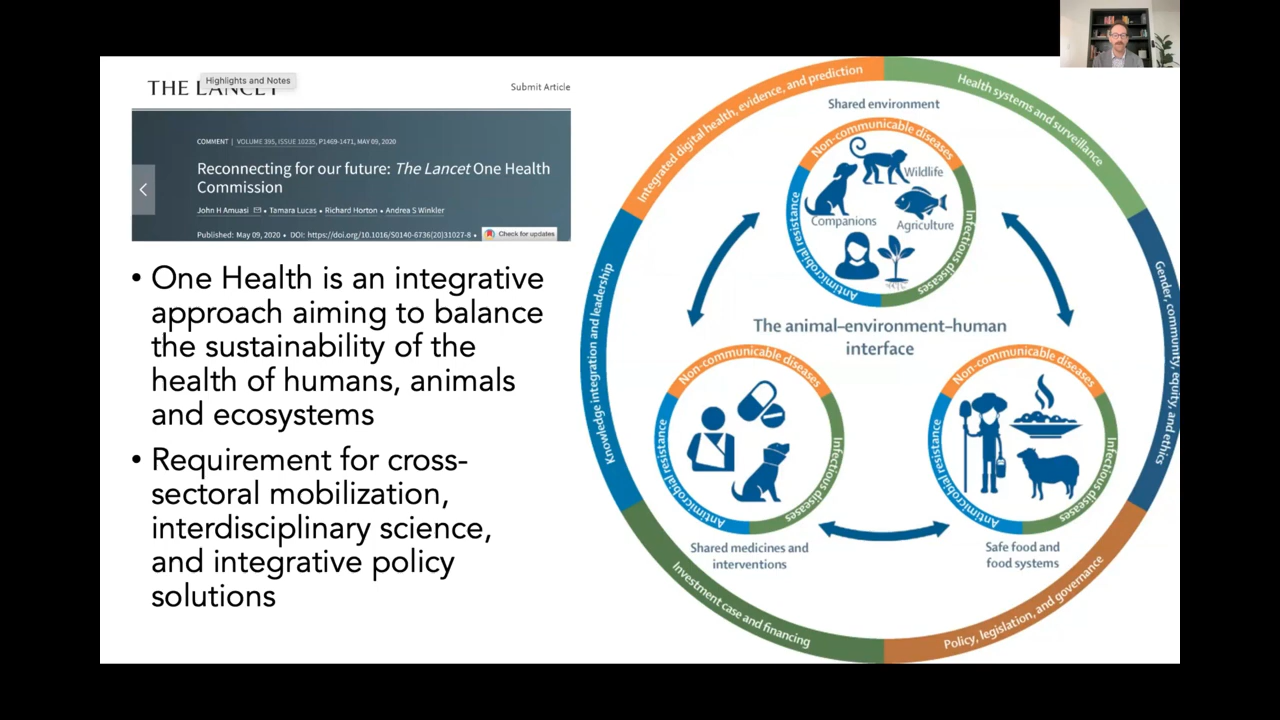 THE LANCET
Highlights and Notes
Submit Article
COMMENT | VOLUME 395, ISSUE 10235, P1469-1471, MAY 09, 2020
Reconnecting for our future: The Lancet One Health
Commission
John H Amuasi • Tamara Lucas • Richard Horton • Andrea S Winkler
Published: May 09, 2020 • DOI: https://doi.org/10.1016/S0140-6736(20)31027-8 •
Check for updates
• One Health is an integrative
approach aiming to balance
the sustainability of the
health of humans, animals
and ecosystems
• Requirement for cross-
sectoral mobilization,
interdisciplinary science,
and integrative policy
solutions
Integrated digital health, evidence, and prediction
Health systems and surveillance
Gender, community, equity, and ethics
Policy, legislation, and governance
Investment case and financing
Knowledge integration and leadership
Shared environment
Non-communicable diseases
Infectious diseases
Antimicrobial resistance
Wildlife
Companions
Agriculture
The animal–environment–human
interface
Non-communicable diseases
Infectious diseases
Antimicrobial resistance
Shared medicines and
interventions
Non-communicable diseases
Infectious diseases
Antimicrobial resistance
Safe food and
food systems